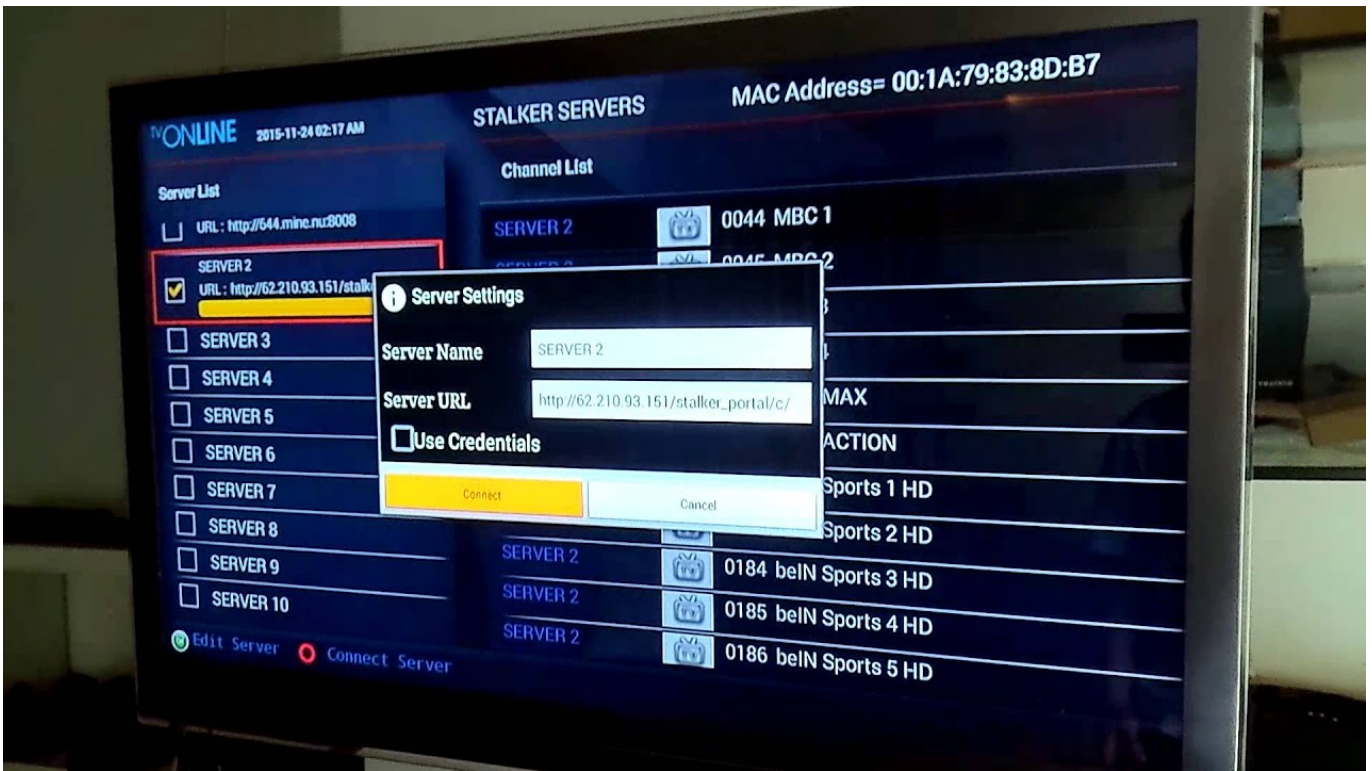 TVONLINE 2015-11-24 02:17 AM
STALKER SERVERS
MAC Address= 00:1A:79:83:8D:B7
Server List
URL : http://644.mine.nu:8008
SERVER 2
URL : http://62.210.93.151/stalk
SERVER 3
SERVER 4
SERVER 5
SERVER 6
SERVER 7
SERVER 8
SERVER 9
SERVER 10
Edit Server Connect Server
Channel List
SERVER 2 0044 MBC 1
0045 MBC 2
MAX
ACTION
Sports 1 HD
Sports 2 HD
SERVER 2 0184 beIN Sports 3 HD
SERVER 2 0185 beIN Sports 4 HD
SERVER 2 0186 beIN Sports 5 HD
Server Settings
Server Name SERVER 2
Server URL http://62.210.93.151/stalker_portal/c/
Use Credentials
Connect Cancel